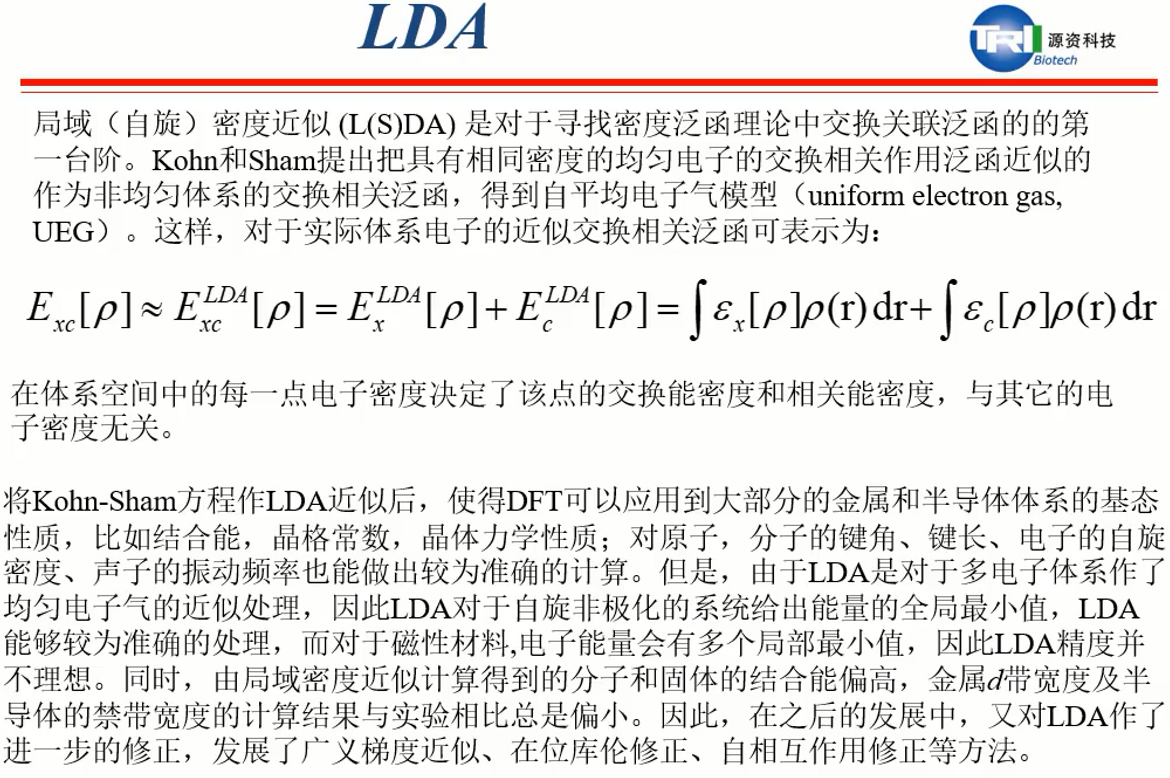 LDA
TRI 源资科技
Biotech
局域（自旋）密度近似 (L(S)DA) 是对于寻找密度泛函理论中交换关联泛函的的第
一台阶。Kohn和Sham提出把具有相同密度的均匀电子的交换相关作用泛函近似的
作为非均匀体系的交换相关泛函，得到自平均电子气模型（uniform electron gas,
UEG）。这样，对于实际体系电子的近似交换相关泛函可表示为：
E_{xc}[ρ] ≈ E_{xc}^{LDA}[ρ] = E_x^{LDA}[ρ] + E_c^{LDA}[ρ] = ∫ε_x[ρ]ρ(r)dr + ∫ε_c[ρ]ρ(r)dr
在体系空间中的每一点电子密度决定了该点的交换能密度和相关能密度，与其它的电
子密度无关。
将Kohn-Sham方程作LDA近似后，使得DFT可以应用到大部分的金属和半导体体系的基态
性质，比如结合能，晶格常数，晶体力学性质；对原子，分子的键角、键长、电子的自旋
密度、声子的振动频率也能做出较为准确的计算。但是，由于LDA是对于多电子体系作了
均匀电子气的近似处理，因此LDA对于自旋非极化的系统给出能量的全局最小值，LDA
能够较为准确的处理，而对于磁性材料,电子能量会有多个局部最小值，因此LDA精度并
不理想。同时，由局域密度近似计算得到的分子和固体的结合能偏高，金属d带宽度及半
导体的禁带宽度的计算结果与实验相比总是偏小。因此，在之后的发展中，又对LDA作了
进一步的修正，发展了广义梯度近似、在位库伦修正、自相互作用修正等方法。